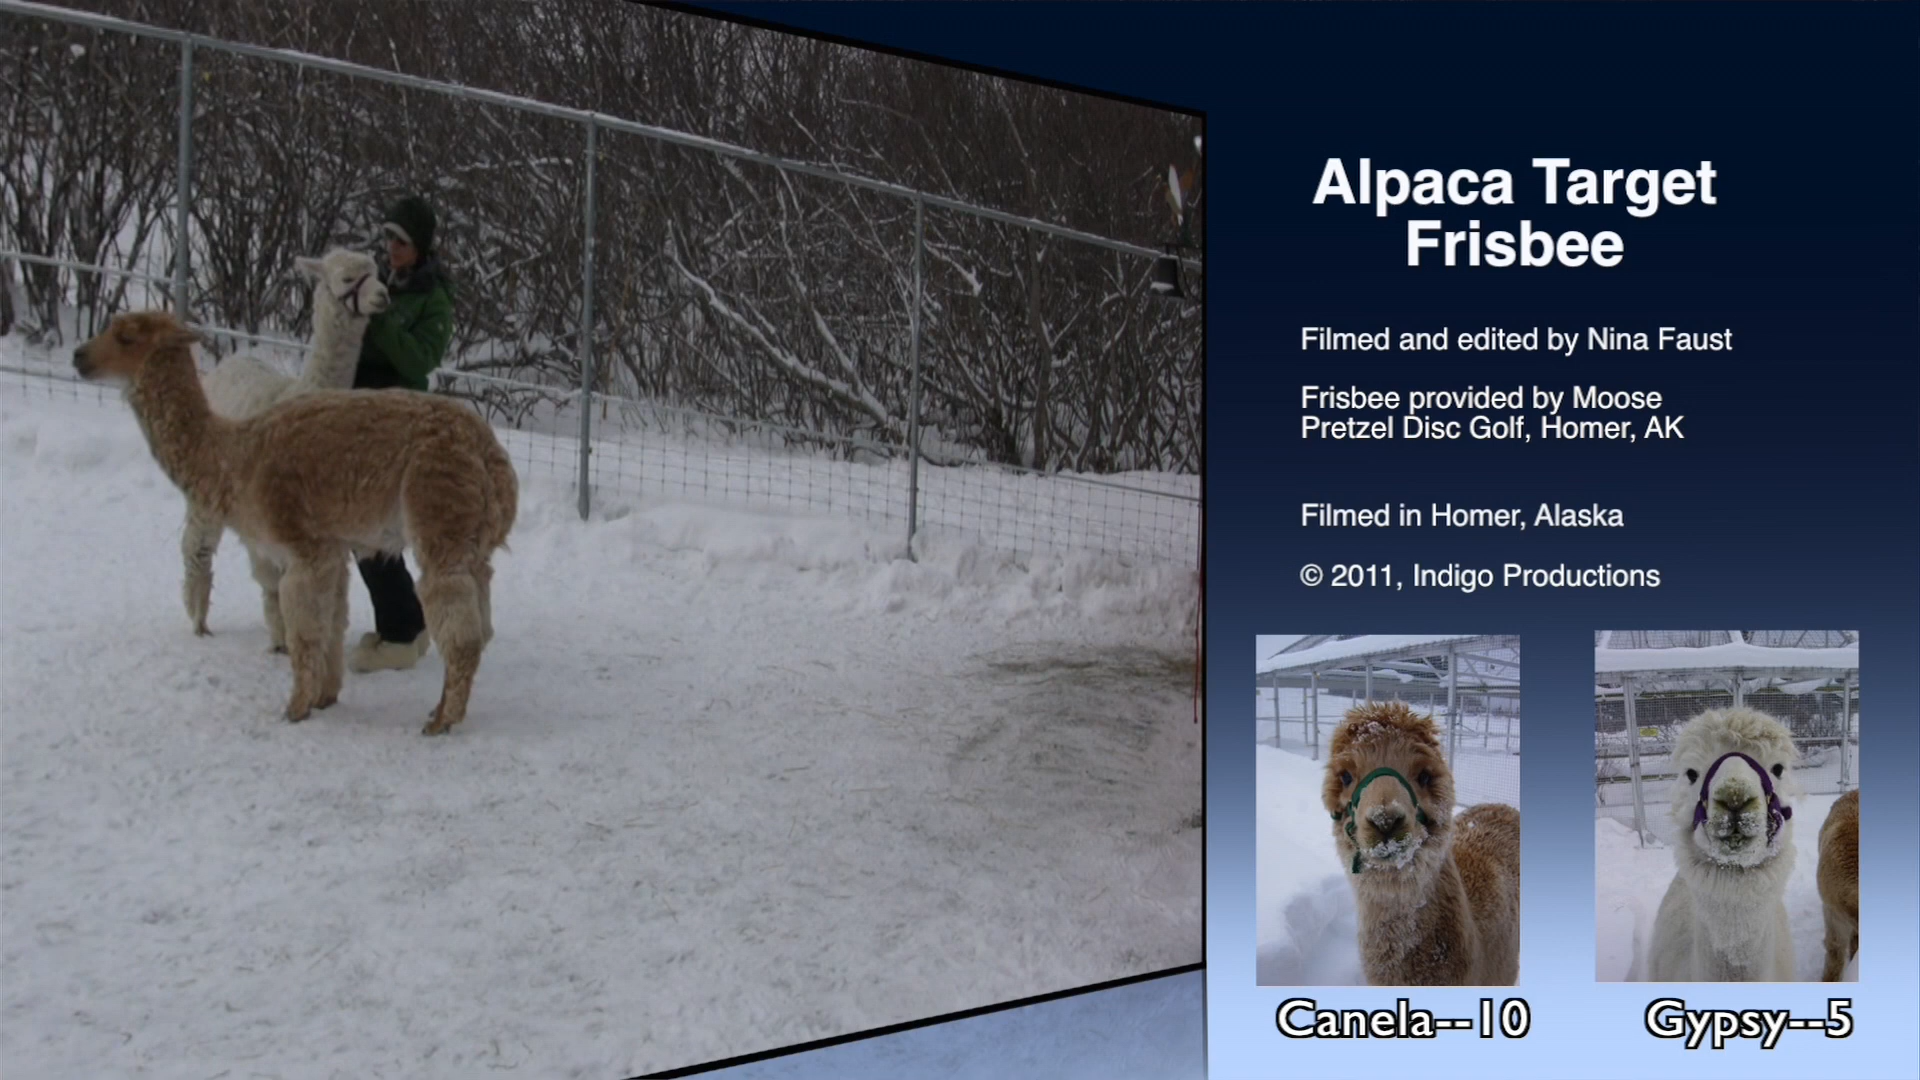 Alpaca Target
Frisbee
Filmed and edited by Nina Faust
Frisbee provided by Moose
Pretzel Disc Golf, Homer, AK
Filmed in Homer, Alaska
© 2011, Indigo Productions
Canela--10
Gypsy--5